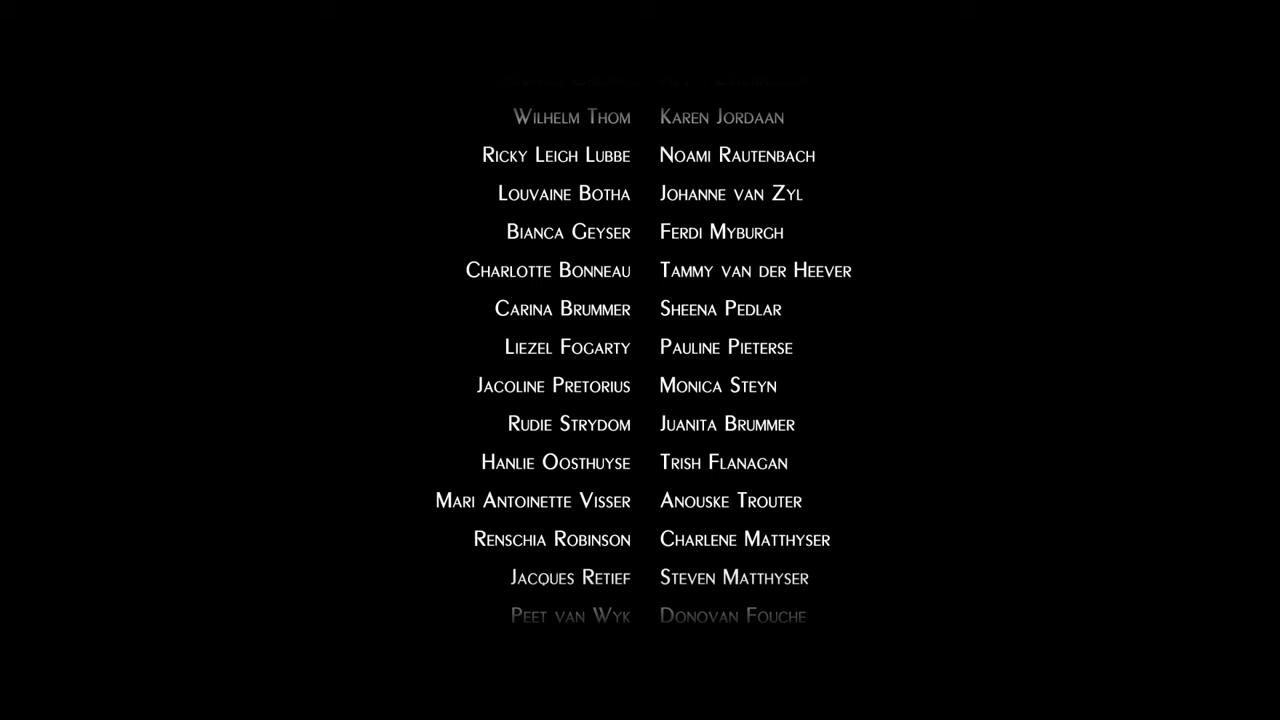 Wilhelm Thom Karen Jordaan
Ricky Leigh Lubbe Noami Rautenbach
Louvaine Botha Johanne van Zyl
Bianca Geyser Ferdi Myburgh
Charlotte Bonneau Tammy van der Heever
Carina Brummer Sheena Pedlar
Liezel Fogarty Pauline Pieterse
Jacoline Pretorius Monica Steyn
Rudie Strydom Juanita Brummer
Hanlie Oosthuyse Trish Flanagan
Mari Antoinette Visser Anouske Trouter
Renschia Robinson Charlene Matthyser
Jacques Retief Steven Matthyser
Peet van Wyk Donovan Fouche